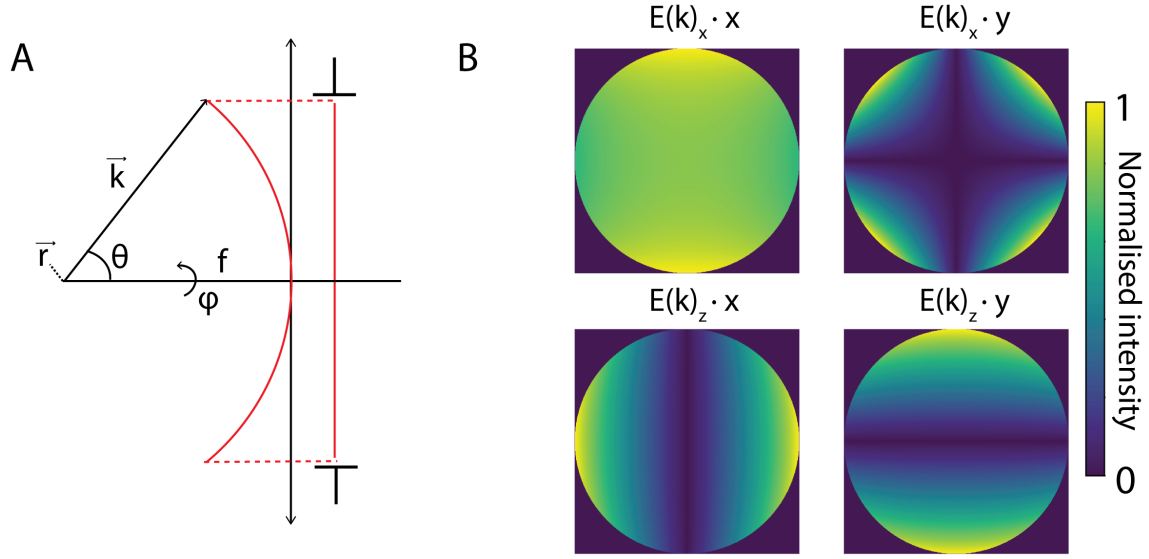 A
k
r
θ
f
φ
B
E(k)x · x
E(k)x · y
E(k)z · x
E(k)z · y
1
Normalised intensity
0